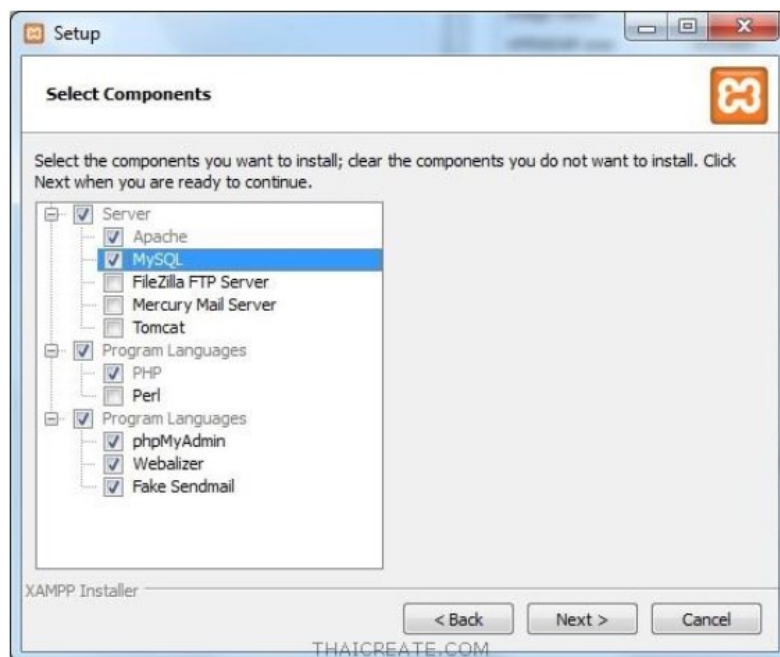 Setup
Select Components
Select the components you want to install; clear the components you do not want to install. Click
Next when you are ready to continue.
Server
Apache
MySQL
FileZilla FTP Server
Mercury Mail Server
Tomcat
Program Languages
PHP
Perl
Program Languages
phpMyAdmin
Webalizer
Fake Sendmail
XAMPP Installer
< Back Next > Cancel
THAICREATE.COM